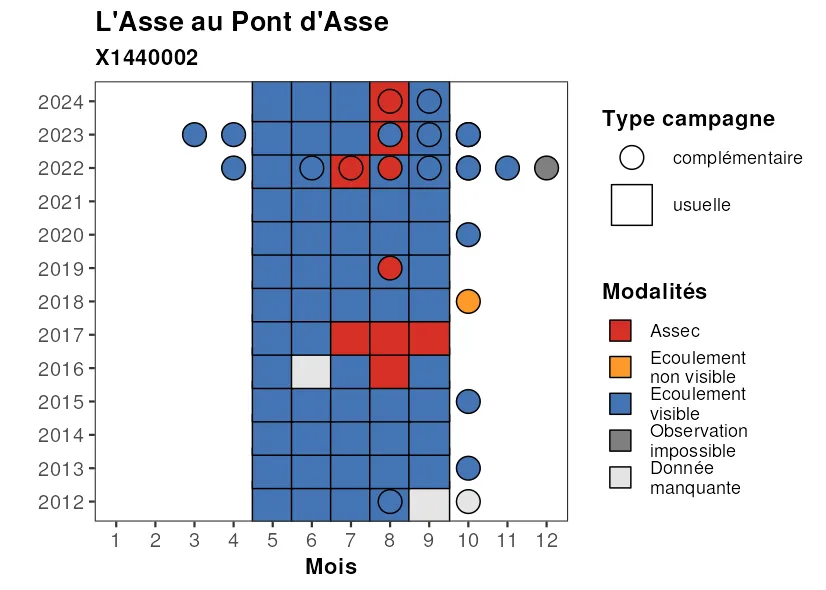 L'Asse au Pont d'Asse
X1440002
2024
2023
2022
2021
2020
2019
2018
2017
2016
2015
2014
2013
2012
1 2 3 4 5 6 7 8 9 10 11 12
Mois
Type campagne
complémentaire
usuelle
Modalités
Assec
Ecoulement
non visible
Ecoulement
visible
Observation
impossible
Donnée
manquante